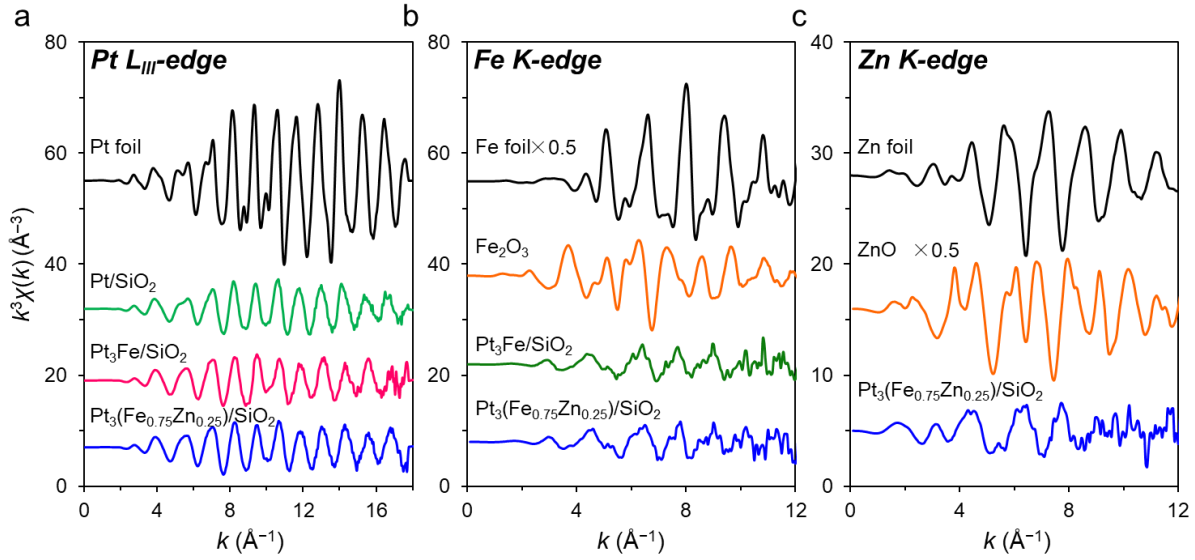 a
b
c
80
60
40
20
0
k³χ(k) (Å⁻³)
Pt L_III-edge
Pt foil
Pt/SiO₂
Pt₃Fe/SiO₂
Pt₃(Fe₀.₇₅Zn₀.₂₅)/SiO₂
0 4 8 12 16
k (Å⁻¹)
80
60
40
20
0
Fe K-edge
Fe foil×0.5
Fe₂O₃
Pt₃Fe/SiO₂
Pt₃(Fe₀.₇₅Zn₀.₂₅)/SiO₂
0 4 8 12
k (Å⁻¹)
40
30
20
10
0
Zn K-edge
Zn foil
ZnO ×0.5
Pt₃(Fe₀.₇₅Zn₀.₂₅)/SiO₂
0 4 8 12
k (Å⁻¹)